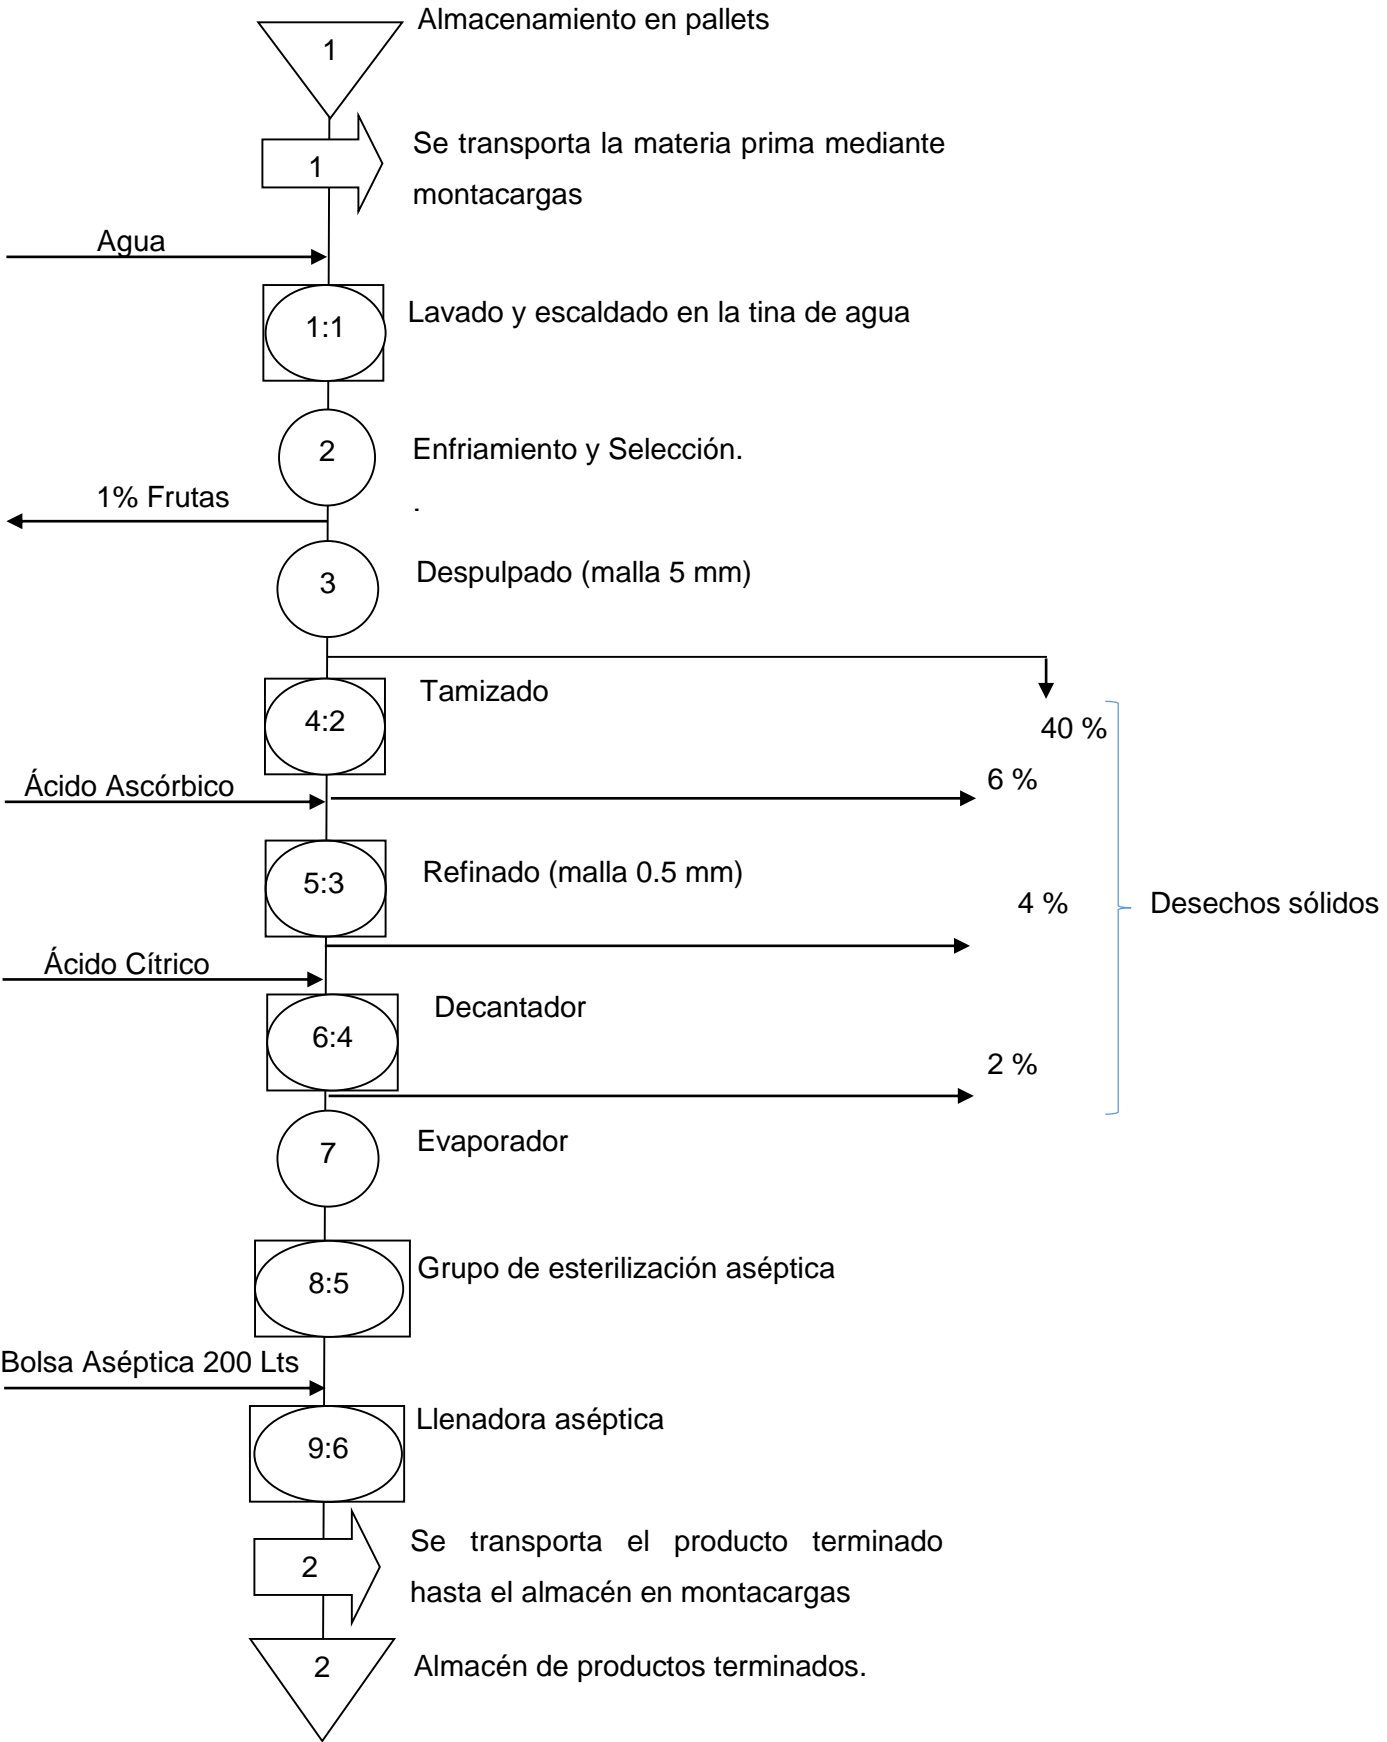 Almacenamiento en pallets
1
Se transporta la materia prima mediante
montacargas
1
Agua
Lavado y escaldado en la tina de agua
1:1
Enfriamiento y Selección.
2
1% Frutas
.
Despulpado (malla 5 mm)
3
Tamizado
4:2
40 %
6 %
Ácido Ascórbico
Refinado (malla 0.5 mm)
5:3
4 %
Desechos sólidos
Ácido Cítrico
Decantador
6:4
2 %
Evaporador
7
Grupo de esterilización aséptica
8:5
Bolsa Aséptica 200 Lts
Llenadora aséptica
9:6
Se transporta el producto terminado
hasta el almacén en montacargas
2
Almacén de productos terminados.
2